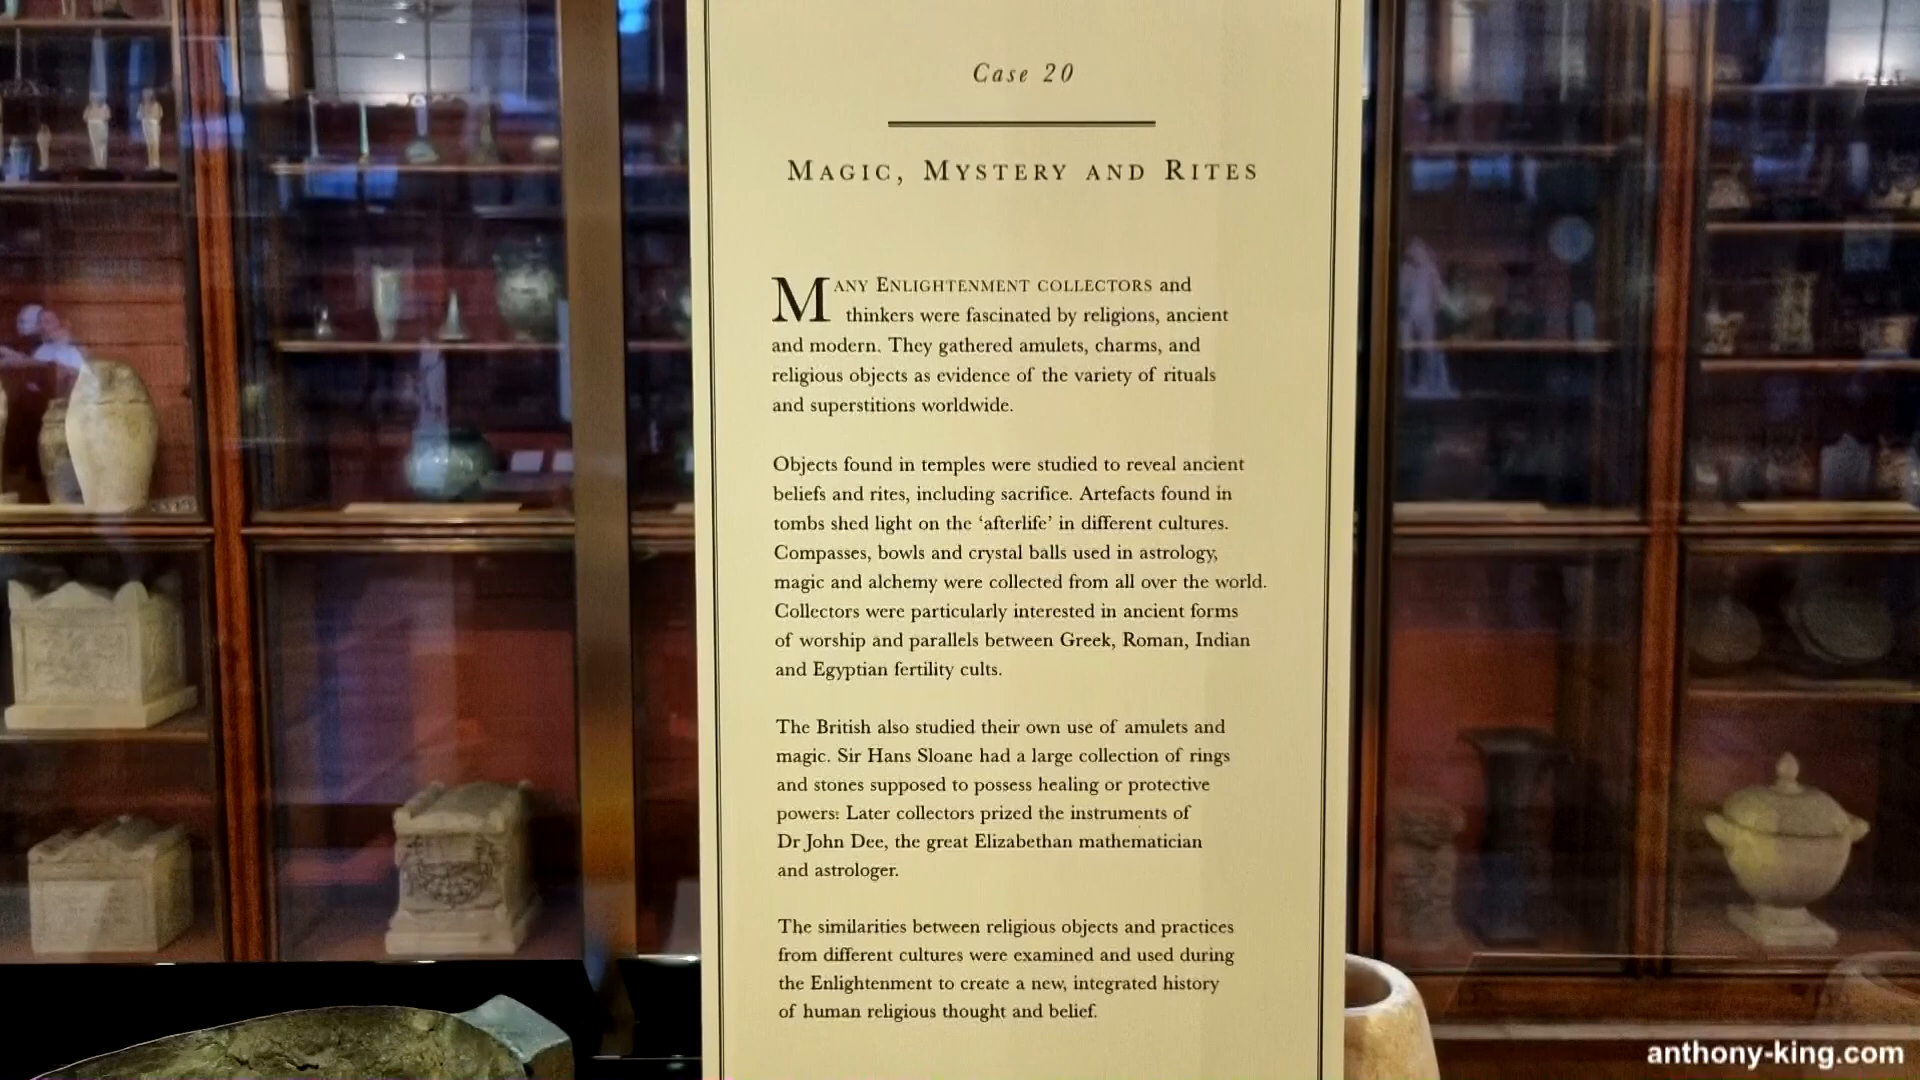 Case 20
MAGIC, MYSTERY AND RITES
MANY ENLIGHTENMENT COLLECTORS and
thinkers were fascinated by religions, ancient
and modern. They gathered amulets, charms, and
religious objects as evidence of the variety of rituals
and superstitions worldwide.
Objects found in temples were studied to reveal ancient
beliefs and rites, including sacrifice. Artefacts found in
tombs shed light on the ‘afterlife’ in different cultures.
Compasses, bowls and crystal balls used in astrology,
magic and alchemy were collected from all over the world.
Collectors were particularly interested in ancient forms
of worship and parallels between Greek, Roman, Indian
and Egyptian fertility cults.
The British also studied their own use of amulets and
magic. Sir Hans Sloane had a large collection of rings
and stones supposed to possess healing or protective
powers: Later collectors prized the instruments of
Dr John Dee, the great Elizabethan mathematician
and astrologer.
The similarities between religious objects and practices
from different cultures were examined and used during
the Enlightenment to create a new, integrated history
of human religious thought and belief.
anthony-king.com